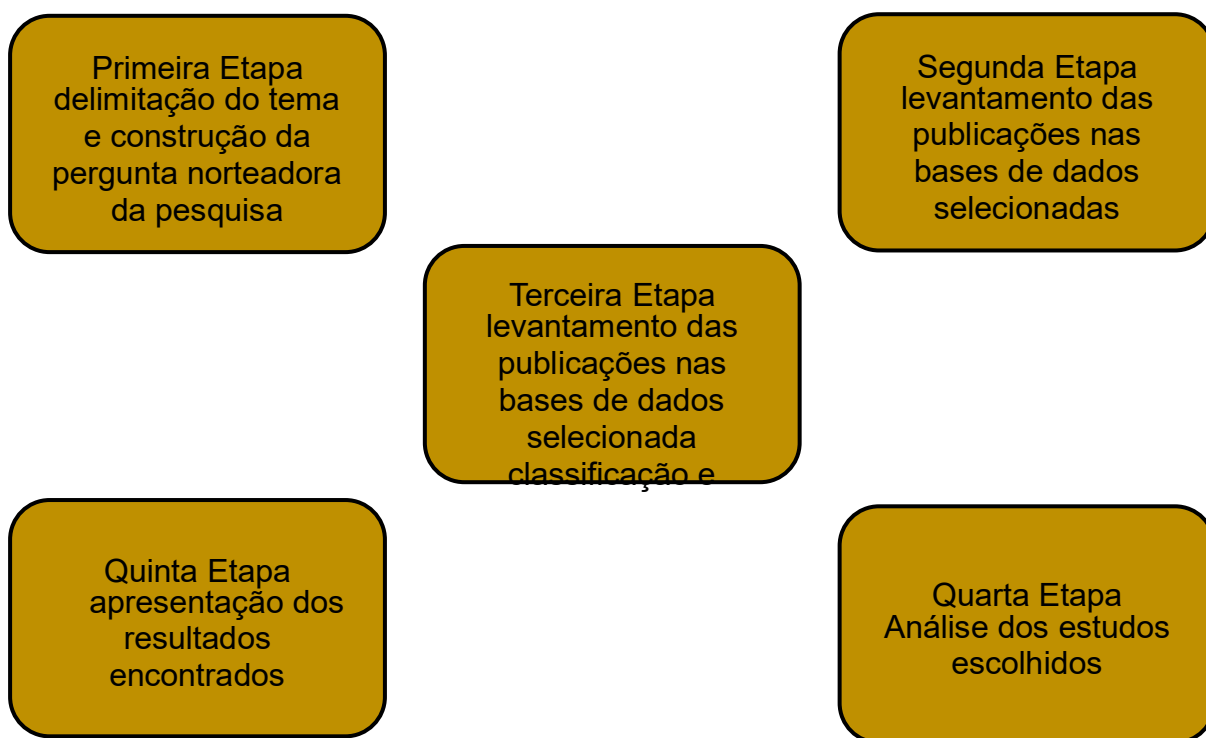 Primeira Etapa
delimitação do tema
e construção da
pergunta norteadora
da pesquisa
Segunda Etapa
levantamento das
publicações nas
bases de dados
selecionadas
Terceira Etapa
levantamento das
publicações nas
bases de dados
selecionada
classificação e
Quinta Etapa
apresentação dos
resultados
encontrados
Quarta Etapa
Análise dos estudos
escolhidos